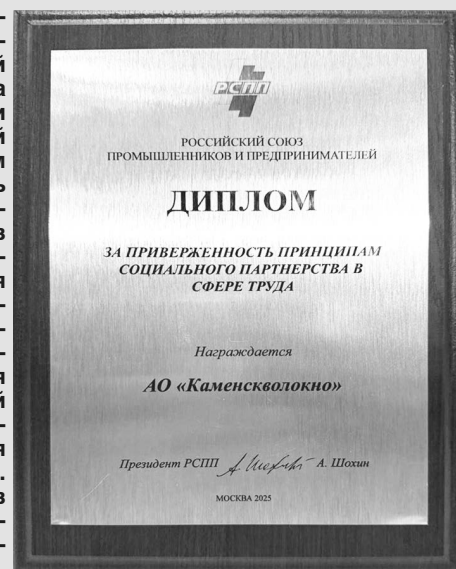 РСПП
РОССИЙСКИЙ СОЮЗ
ПРОМЫШЛЕННИКОВ И ПРЕДПРИНИМАТЕЛЕЙ
ДИПЛОМ
ЗА ПРИВЕРЖЕННОСТЬ ПРИНЦИПАМ
СОЦИАЛЬНОГО ПАРТНЕРСТВА В
СФЕРЕ ТРУДА
Награждается
АО «Каменскволокно»
Президент РСПП А. Шохин
МОСКВА 2025